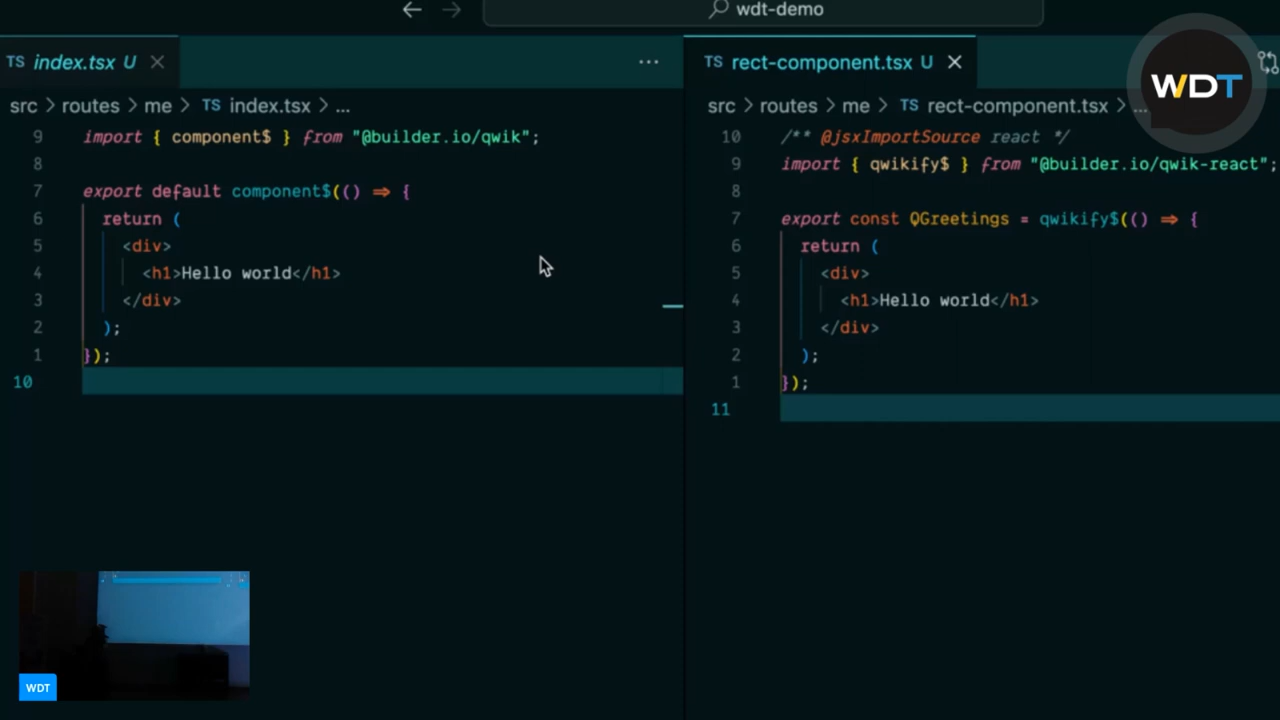 wdt-demo
TS index.tsx U
src > routes > me > TS index.tsx > ...
9 import { component$ } from "@builder.io/qwik";
8
7 export default component$(() => {
6 return (
5 <div>
4 <h1>Hello world</h1>
3 </div>
2 );
1 });
10
TS rect-component.tsx U
src > routes > me > TS rect-component.tsx > ...
10 /** @jsxImportSource react */
9 import { qwikify$ } from "@builder.io/qwik-react";
8
7 export const QGreetings = qwikify$(() => {
6 return (
5 <div>
4 <h1>Hello world</h1>
3 </div>
2 );
1 });
11
WDT
WDT